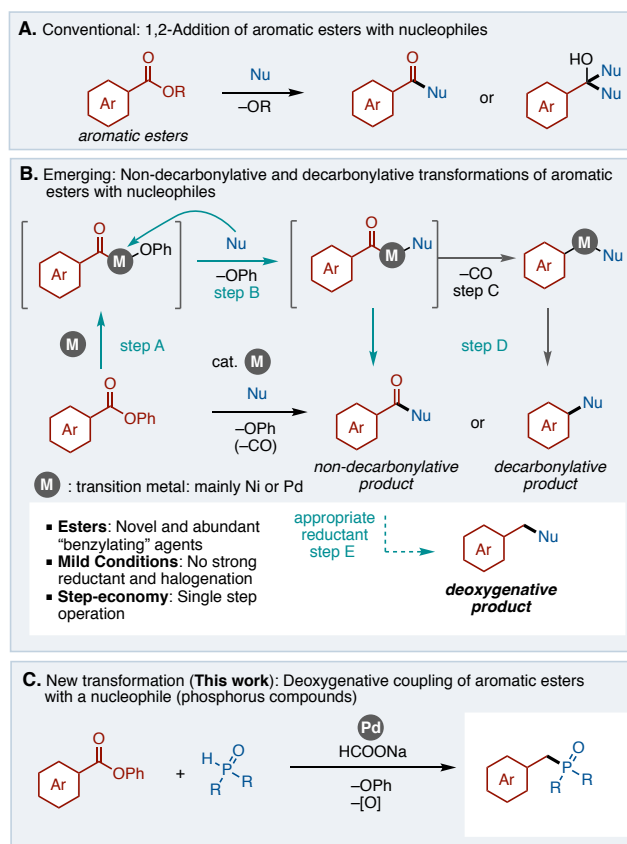 A. Conventional: 1,2-Addition of aromatic esters with nucleophiles
O
OR
Ar
aromatic esters
Nu
–OR
O
Ar
Nu
or
HO
Nu
Nu
Ar
B. Emerging: Non-decarbonylative and decarbonylative transformations of aromatic
esters with nucleophiles
O
M
OPh
Ar
Nu
–OPh
step B
O
M
Nu
Ar
–CO
step C
M
Nu
Ar
M
step A
step D
O
OPh
Ar
cat. M
Nu
–OPh
(–CO)
O
Nu
Ar
non-decarbonylative
product
or
Nu
Ar
decarbonylative
product
M : transition metal: mainly Ni or Pd
▪ Esters: Novel and abundant
“benzylating” agents
▪ Mild Conditions: No strong
reductant and halogenation
▪ Step-economy: Single step
operation
appropriate
reductant
step E
Ar
Nu
deoxygenative
product
C. New transformation (This work): Deoxygenative coupling of aromatic esters
with a nucleophile (phosphorus compounds)
O
OPh
Ar
+
H
O
P
R
R
Pd
HCOONa
–OPh
–[O]
O
Ar
P
R
R